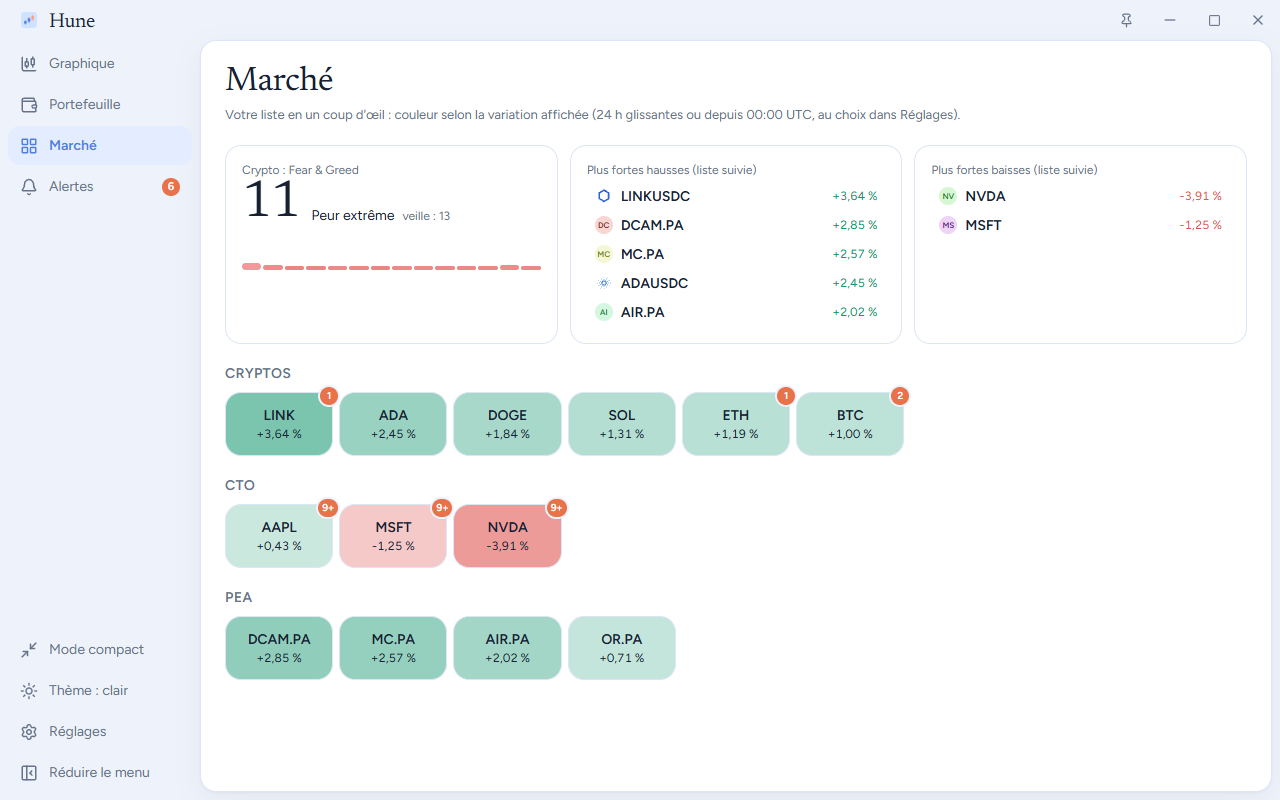 Hune
Graphique
Portefeuille
Marché
Alertes 6
Mode compact
Thème : clair
Réglages
Réduire le menu
Marché
Votre liste en un coup d'œil : couleur selon la variation affichée (24 h glissantes ou depuis 00:00 UTC, au choix dans Réglages).
Crypto : Fear & Greed
11 Peur extrême veille : 13
Plus fortes hausses (liste suivie)
LINKUSDC +3,64 %
DC DCAM.PA +2,85 %
MC MC.PA +2,57 %
ADAUSDC +2,45 %
AI AIR.PA +2,02 %
Plus fortes baisses (liste suivie)
NV NVDA -3,91 %
MS MSFT -1,25 %
CRYPTOS
1 1 2
LINK ADA DOGE SOL ETH BTC
+3,64 % +2,45 % +1,84 % +1,31 % +1,19 % +1,00 %
CTO
9+ 9+ 9+
AAPL MSFT NVDA
+0,43 % -1,25 % -3,91 %
PEA
DCAM.PA MC.PA AIR.PA OR.PA
+2,85 % +2,57 % +2,02 % +0,71 %